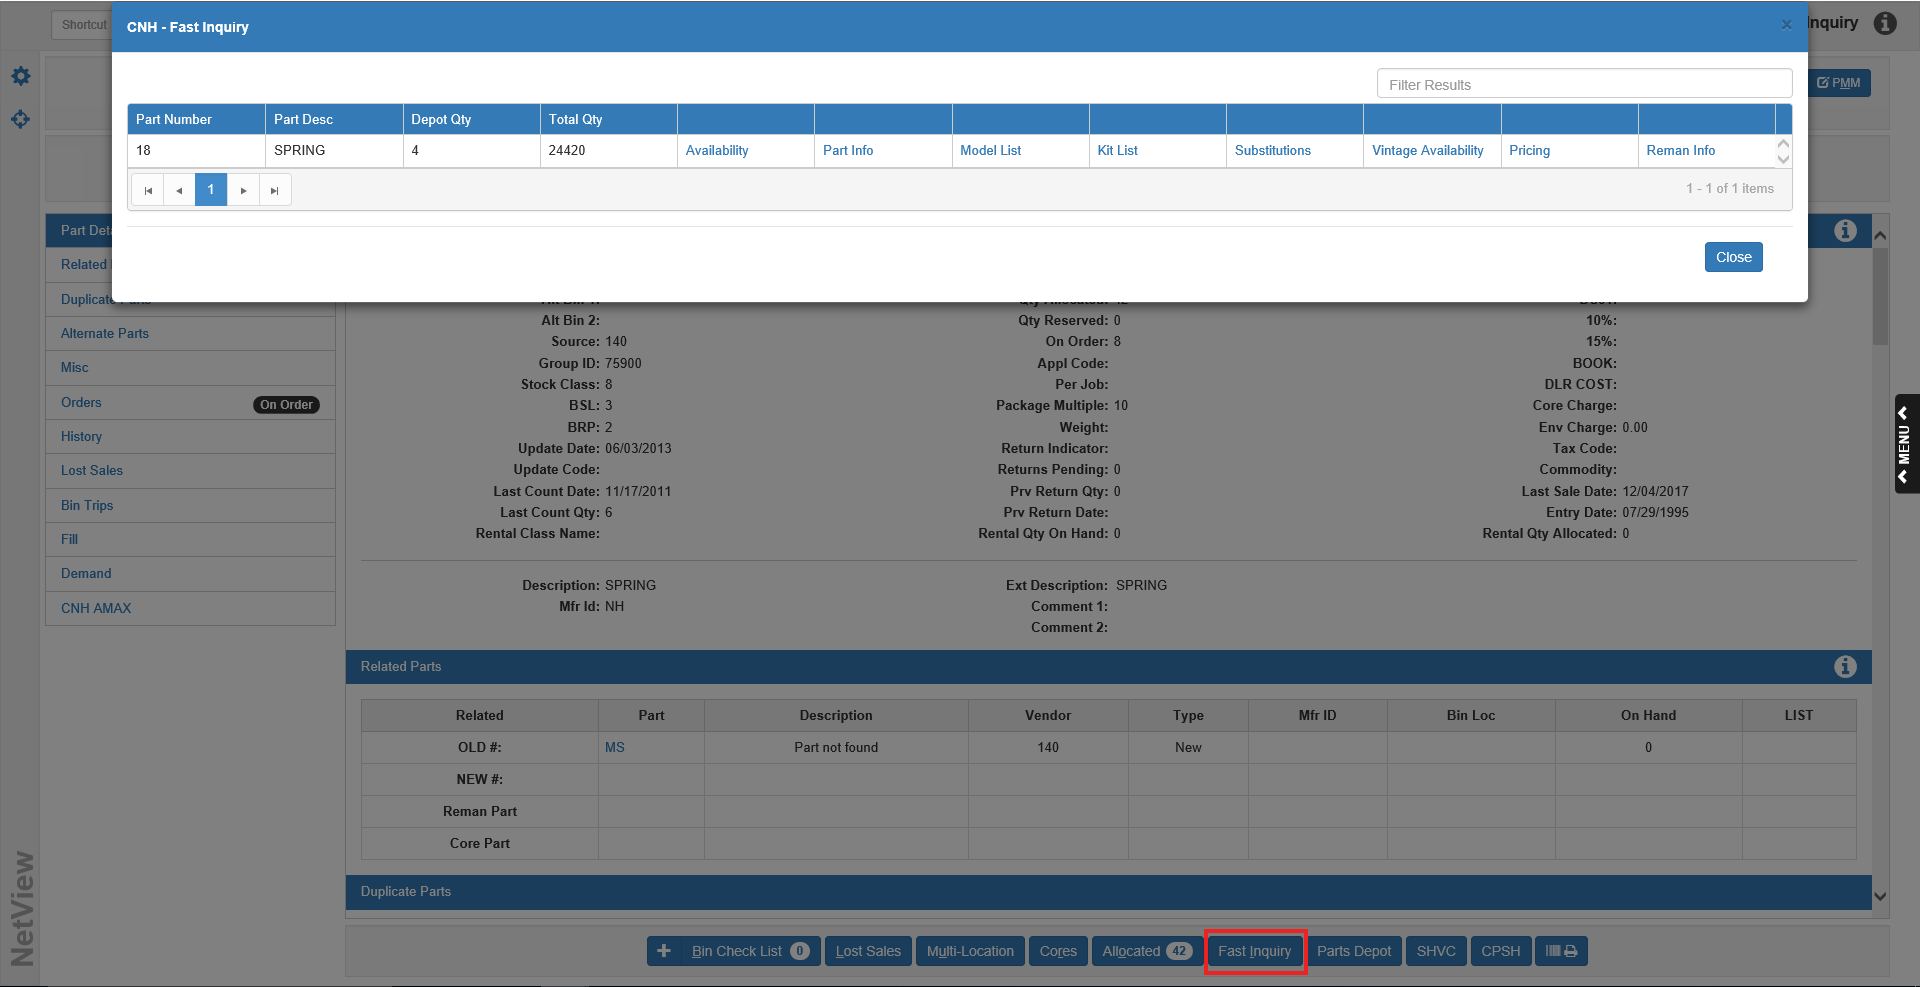 Shortcut
CNH - Fast Inquiry
×
nquiry
PMM
Filter Results
Part Number Part Desc Depot Qty Total Qty
18 SPRING 4 24420 Availability Part Info Model List Kit List Substitutions Vintage Availability Pricing Reman Info
1
1 - 1 of 1 items
Close
Part Deta
Related
Duplicate Parts
Alternate Parts
Misc
Orders On Order
History
Lost Sales
Bin Trips
Fill
Demand
CNH AMAX
Alt Bin 2:
Source: 140
Group ID: 75900
Stock Class: 8
BSL: 3
BRP: 2
Update Date: 06/03/2013
Update Code:
Last Count Date: 11/17/2011
Last Count Qty: 6
Rental Class Name:
Qty Allocated: 42
Qty Reserved: 0
On Order: 8
Appl Code:
Per Job:
Package Multiple: 10
Weight:
Return Indicator:
Returns Pending: 0
Prv Return Qty: 0
Prv Return Date:
Rental Qty On Hand: 0
10%:
15%:
BOOK:
DLR COST:
Core Charge:
Env Charge: 0.00
Tax Code:
Commodity:
Last Sale Date: 12/04/2017
Entry Date: 07/29/1995
Rental Qty Allocated: 0
Description: SPRING
Mfr Id: NH
Ext Description: SPRING
Comment 1:
Comment 2:
MENU
Related Parts
Related Part Description Vendor Type Mfr ID Bin Loc On Hand LIST
OLD #: MS Part not found 140 New 0
NEW #:
Reman Part
Core Part
Duplicate Parts
NetView
Bin Check List 0 Lost Sales Multi-Location Cores Allocated 42 Fast Inquiry Parts Depot SHVC CPSH